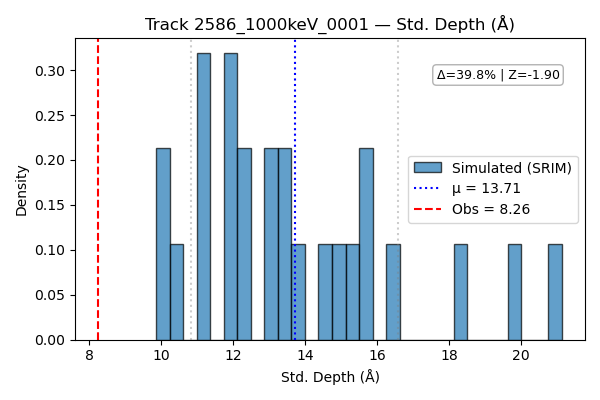 Track 2586_1000keV_0001 — Std. Depth (Å)
Δ=39.8% | Z=-1.90
Simulated (SRIM)
μ = 13.71
Obs = 8.26
Density
0.30
0.25
0.20
0.15
0.10
0.05
0.00
8 10 12 14 16 18 20
Std. Depth (Å)